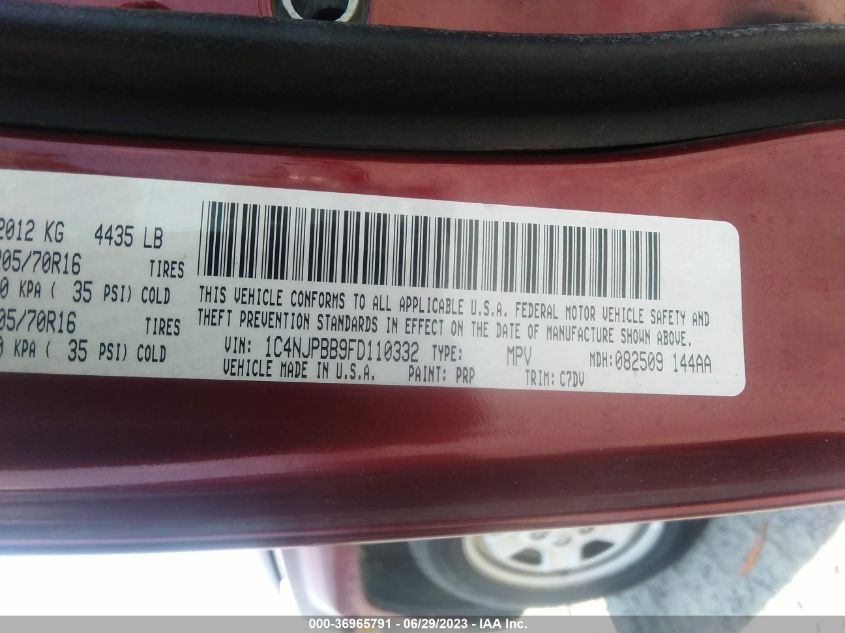 2012 KG 4435 LB
205/70R16 TIRES
0 KPA ( 35 PSI) COLD
05/70R16 TIRES
0 KPA ( 35 PSI) COLD
THIS VEHICLE CONFORMS TO ALL APPLICABLE U.S.A. FEDERAL MOTOR VEHICLE SAFETY AND
THEFT PREVENTION STANDARDS IN EFFECT ON THE DATE OF MANUFACTURE SHOWN ABOVE.
VIN: 1C4NJPBB9FD110332 TYPE: MPV MDH:082509 144AA
VEHICLE MADE IN U.S.A. PAINT: PRP TRIM: C7DV
000-36965791 - 06/29/2023 - IAA Inc.